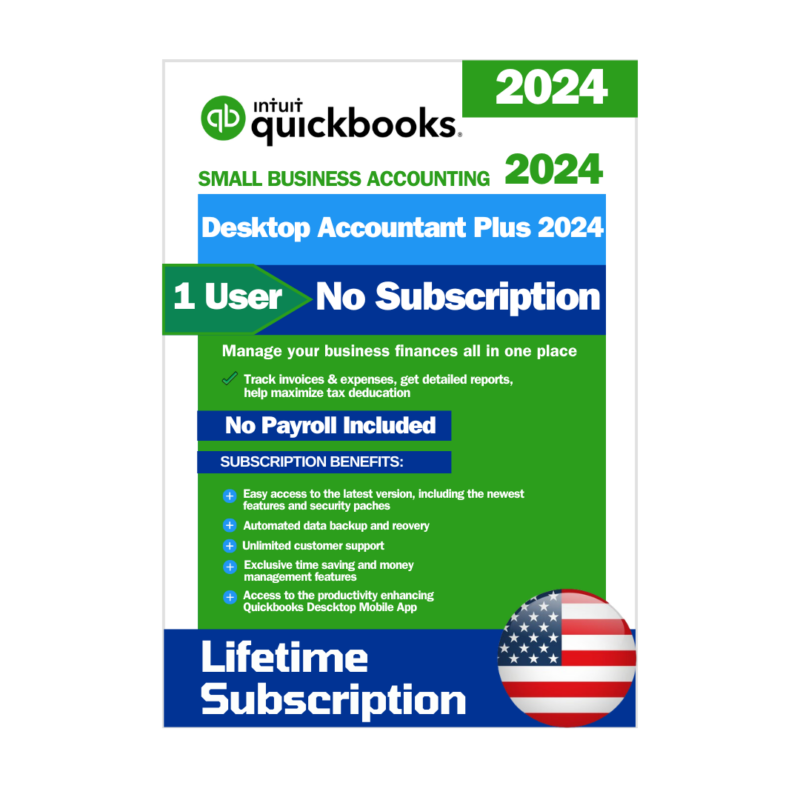 2024
qb intuit
quickbooks.
SMALL BUSINESS ACCOUNTING 2024
Desktop Accountant Plus 2024
1 User No Subscription
Manage your business finances all in one place
Track invoices & expenses, get detailed reports,
help maximize tax deducation
No Payroll Included
SUBSCRIPTION BENEFITS:
Easy access to the latest version, including the newest
features and security paches
Automated data backup and reovery
Unlimited customer support
Exclusive time saving and money
management features
Access to the productivity enhancing
Quickbooks Descktop Mobile App
Lifetime
Subscription